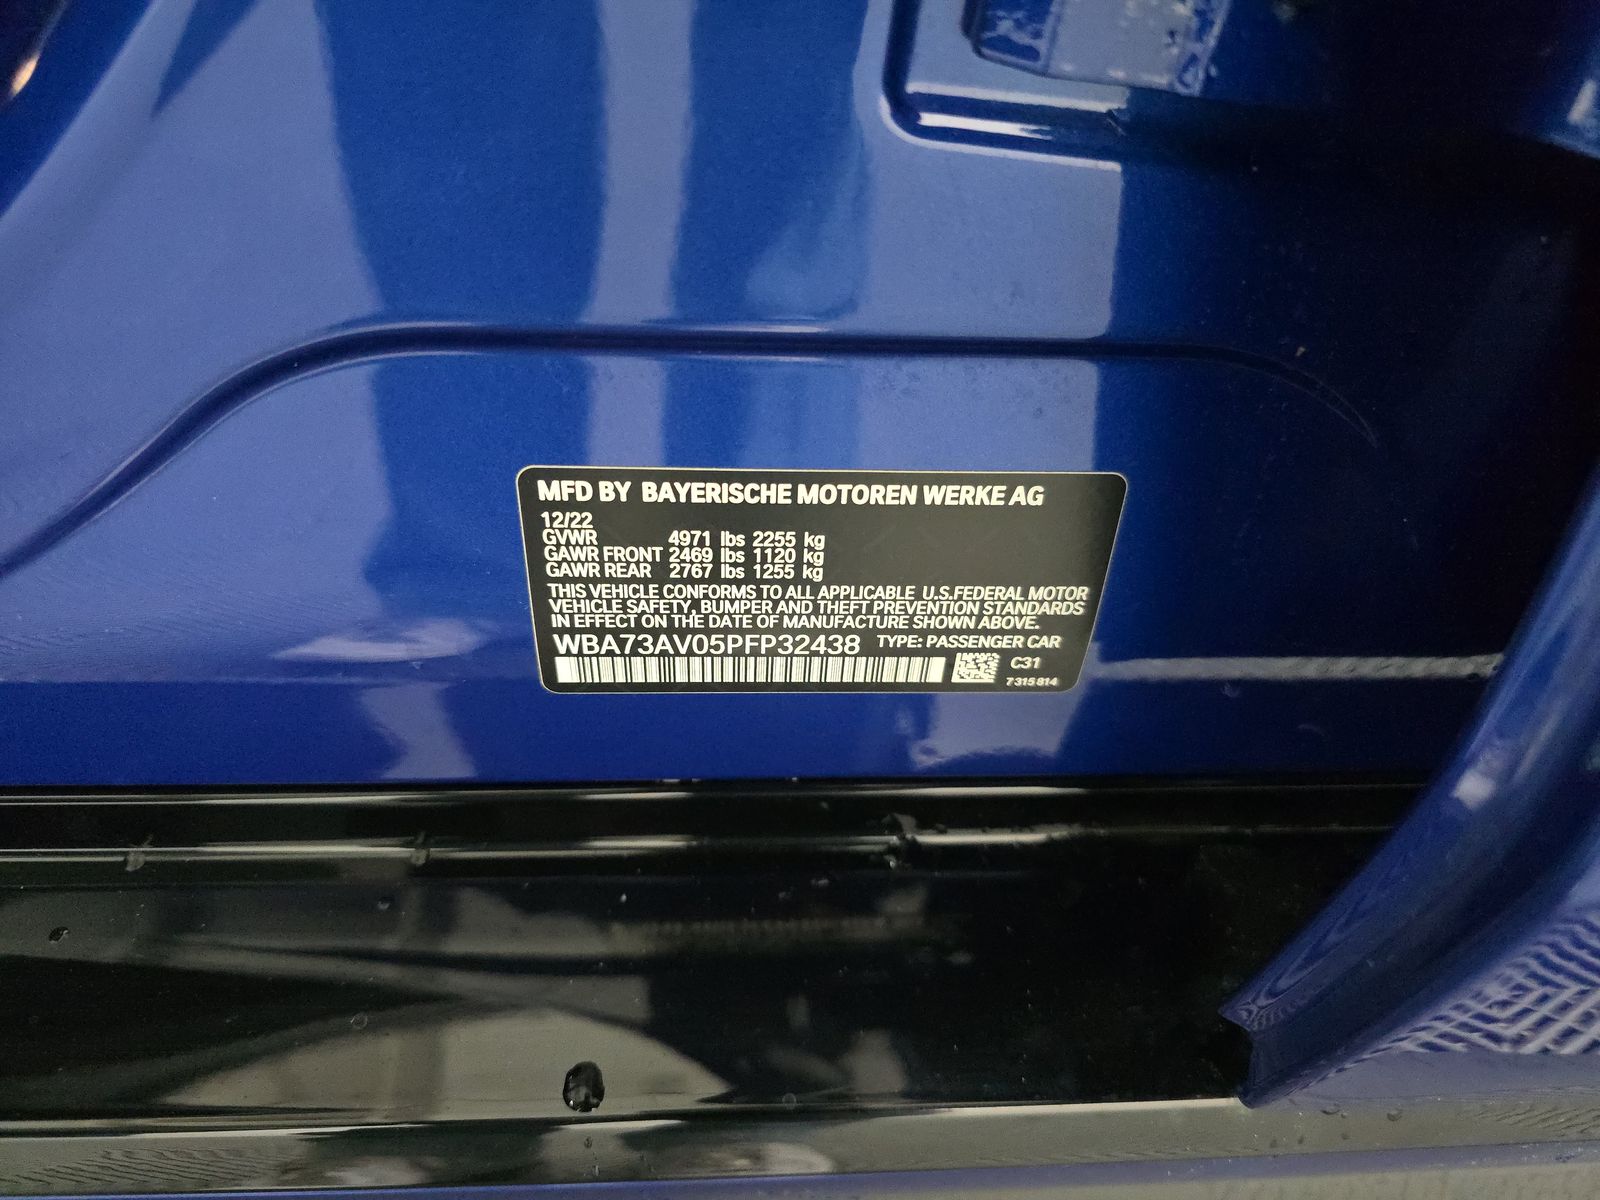 MFD BY BAYERISCHE MOTOREN WERKE AG
12/22
GVWR 4971 lbs 2255 kg
GAWR FRONT 2469 lbs 1120 kg
GAWR REAR 2767 lbs 1255 kg
THIS VEHICLE CONFORMS TO ALL APPLICABLE U.S.FEDERAL MOTOR
VEHICLE SAFETY, BUMPER AND THEFT PREVENTION STANDARDS
IN EFFECT ON THE DATE OF MANUFACTURE SHOWN ABOVE.
WBA73AV05PFP32438 TYPE: PASSENGER CAR
C31
7315814